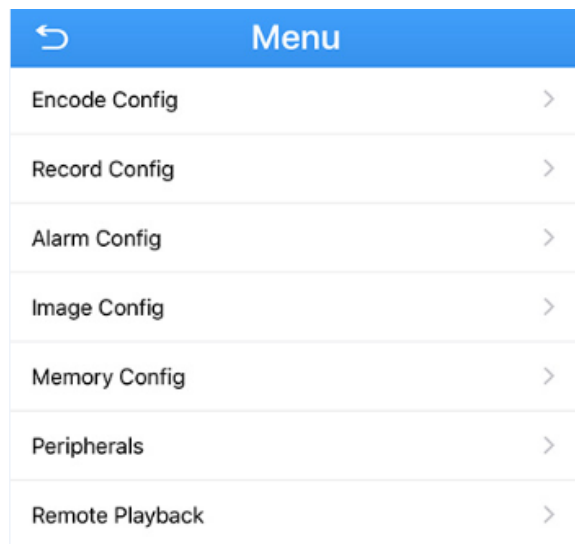 Menu
Encode Config
Record Config
Alarm Config
Image Config
Memory Config
Peripherals
Remote Playback